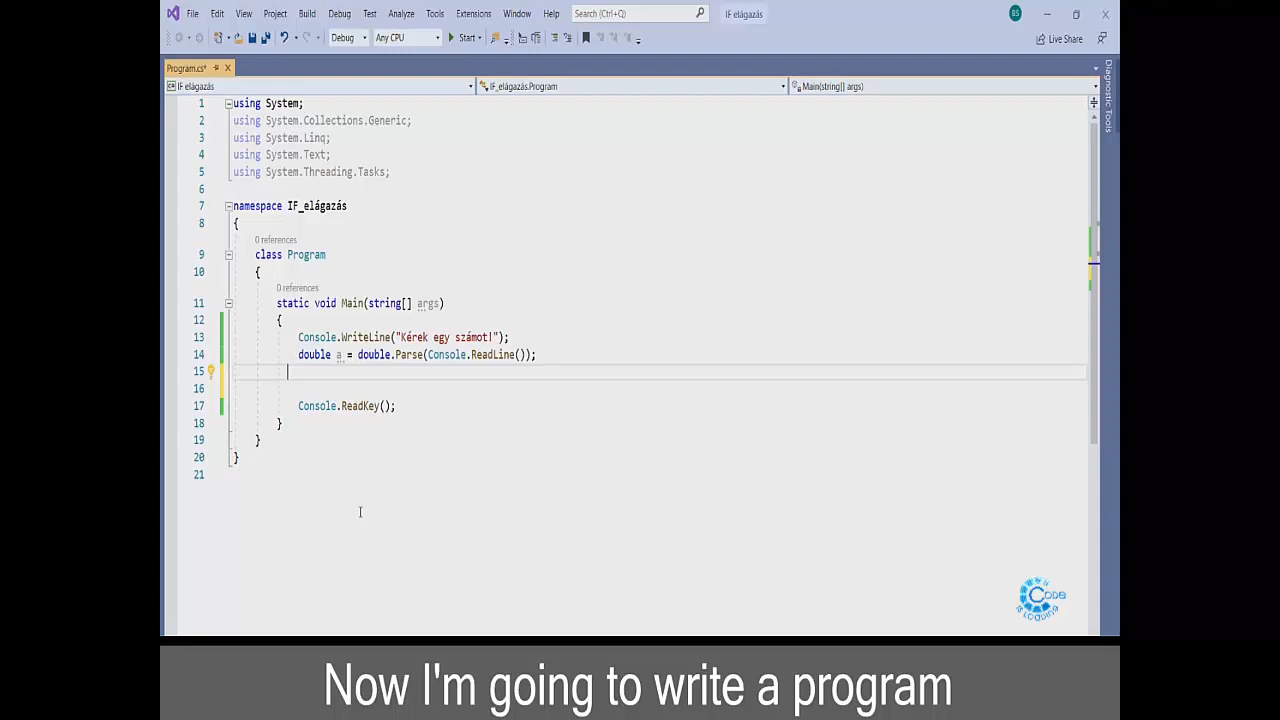 File Edit View Project Build Debug Test Analyze Tools Extensions Window Help Search (Ctrl+Q) IF elágazás BS
Debug Any CPU Start Live Share
Program.cs*
IF elágazás IF_elágazás.Program Main(string[] args)
Diagnostic Tools
1 using System;
2 using System.Collections.Generic;
3 using System.Linq;
4 using System.Text;
5 using System.Threading.Tasks;
6
7 namespace IF_elágazás
8 {
0 references
9 class Program
10 {
0 references
11 static void Main(string[] args)
12 {
13 Console.WriteLine("Kérek egy számot!");
14 double a = double.Parse(Console.ReadLine());
15
16
17 Console.ReadKey();
18 }
19 }
20 }
21
Code
is Loading
Now I'm going to write a program